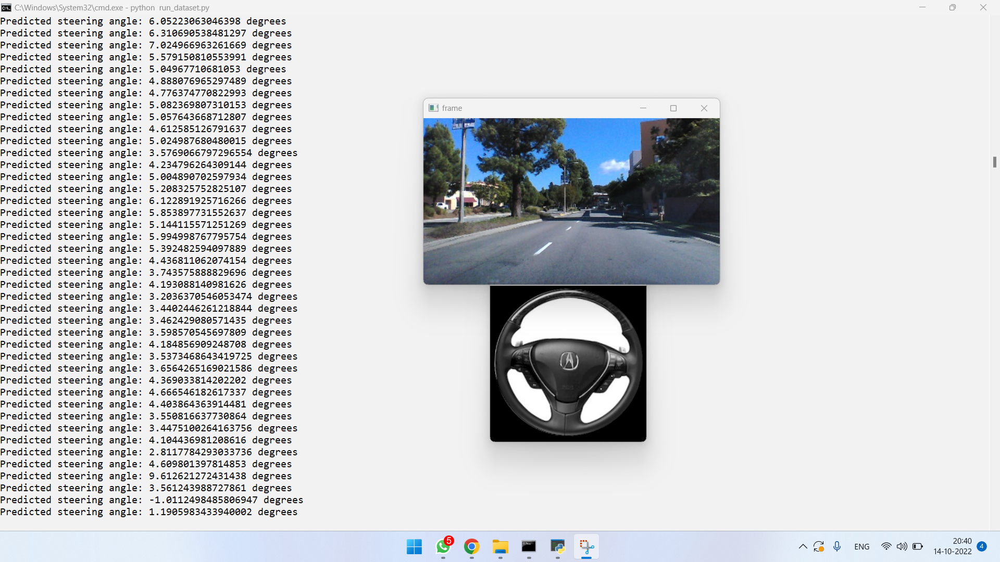 C:\Windows\System32\cmd.exe - python  run_dataset.py
Predicted steering angle: 6.05223063046398 degrees
Predicted steering angle: 6.310690538481297 degrees
Predicted steering angle: 7.024966963261669 degrees
Predicted steering angle: 5.579150810553991 degrees
Predicted steering angle: 5.04967710681053 degrees
Predicted steering angle: 4.888076965297489 degrees
Predicted steering angle: 4.776374770822993 degrees
Predicted steering angle: 5.082369807310153 degrees
Predicted steering angle: 5.057643668712807 degrees
Predicted steering angle: 4.612585126791637 degrees
Predicted steering angle: 5.024987680480015 degrees
Predicted steering angle: 3.5769066797296554 degrees
Predicted steering angle: 4.234796264309144 degrees
Predicted steering angle: 5.004890702597934 degrees
Predicted steering angle: 5.208325752825107 degrees
Predicted steering angle: 6.122891925716266 degrees
Predicted steering angle: 5.853897731552637 degrees
Predicted steering angle: 5.144115571251269 degrees
Predicted steering angle: 5.994998767795754 degrees
Predicted steering angle: 5.392482594097889 degrees
Predicted steering angle: 4.436811062074154 degrees
Predicted steering angle: 3.743575888829696 degrees
Predicted steering angle: 4.193088140981626 degrees
Predicted steering angle: 3.2036370546053474 degrees
Predicted steering angle: 3.4402446261218844 degrees
Predicted steering angle: 3.462429080571435 degrees
Predicted steering angle: 3.598570545697809 degrees
Predicted steering angle: 4.184856909248708 degrees
Predicted steering angle: 3.5373468643419725 degrees
Predicted steering angle: 3.6564265169021586 degrees
Predicted steering angle: 4.369033814202202 degrees
Predicted steering angle: 4.666546182617337 degrees
Predicted steering angle: 4.403864363914481 degrees
Predicted steering angle: 3.550816637730864 degrees
Predicted steering angle: 3.4475100264163756 degrees
Predicted steering angle: 4.104436981208616 degrees
Predicted steering angle: 2.8117784293033736 degrees
Predicted steering angle: 4.609801397814853 degrees
Predicted steering angle: 9.612621272431438 degrees
Predicted steering angle: 3.561243988727861 degrees
Predicted steering angle: -1.0112498485806947 degrees
Predicted steering angle: 1.1905983433940002 degrees
frame
5
ENG
20:40
14-10-2022
4